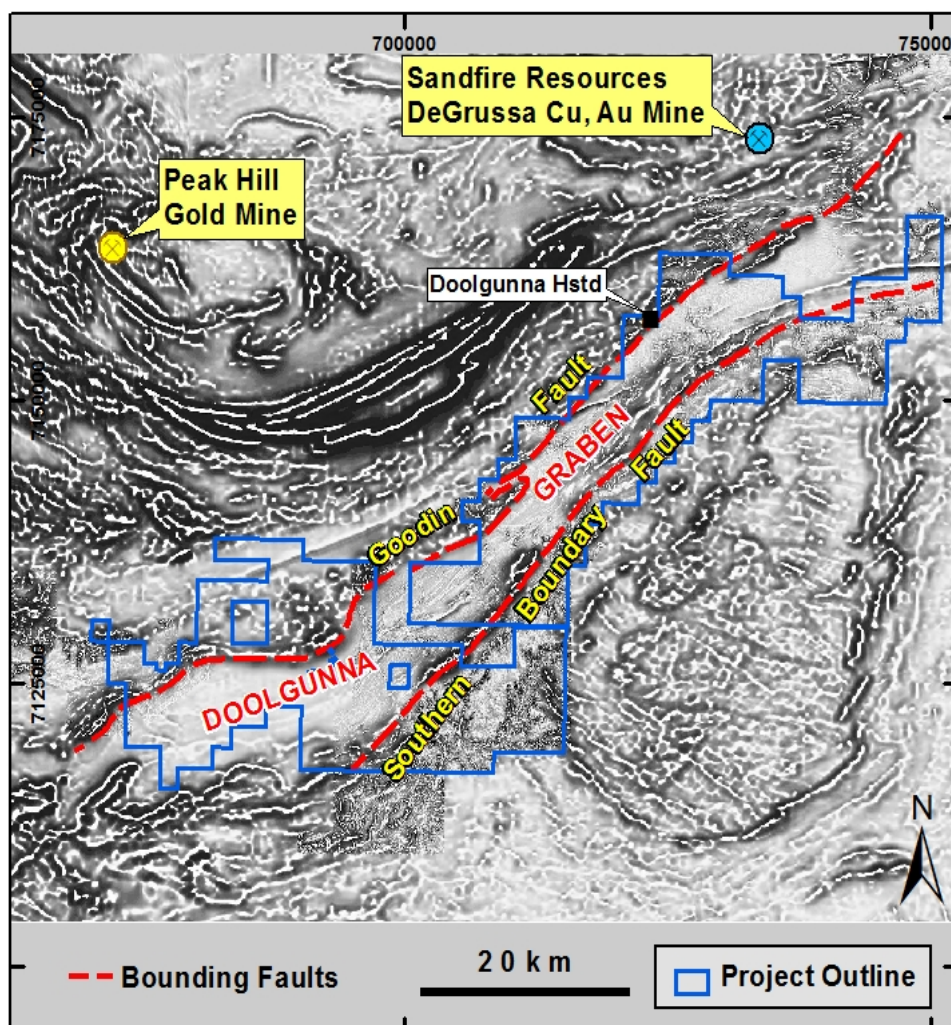 700000
75000
7175000
Sandfire Resources
DeGrussa Cu, Au Mine
Peak Hill
Gold Mine
Doolgunna Hstd
7150000
Fault
GRABEN
Fault
Goodin
Boundary
7125000
DOOLGUNNA
Southern
N
Bounding Faults
20 km
Project Outline